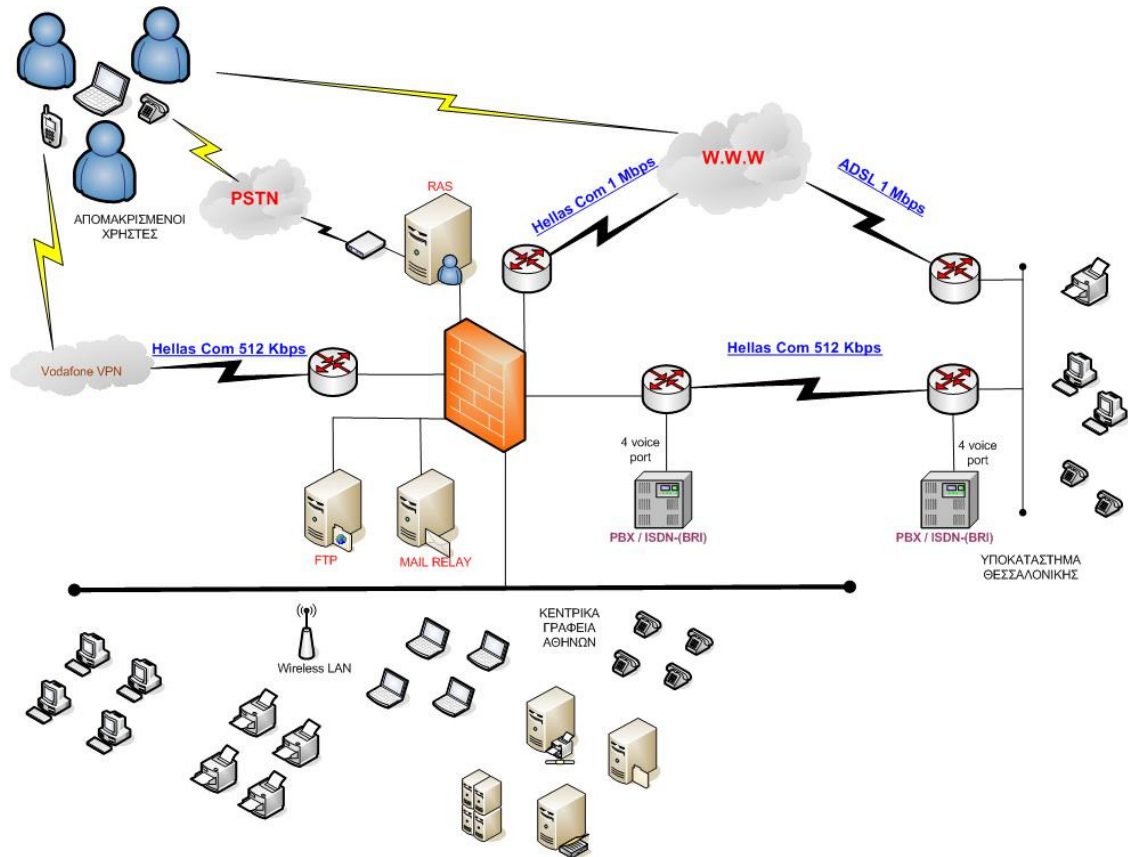 W.W.W
Hellas Com 1 Mbps
ADSL 1 Mbps
PSTN
RAS
ΑΠΟΜΑΚΡΙΣΜΕΝΟΙ
ΧΡΗΣΤΕΣ
Vodafone VPN
Hellas Com 512 Kbps
Hellas Com 512 Kbps
4 voice
port
4 voice
port
FTP
MAIL RELAY
PBX / ISDN-(BRI)
PBX / ISDN-(BRI)
ΥΠΟΚΑΤΑΣΤΗΜΑ
ΘΕΣΣΑΛΟΝΙΚΗΣ
Wireless LAN
ΚΕΝΤΡΙΚΑ
ΓΡΑΦΕΙΑ
ΑΘΗΝΩΝ